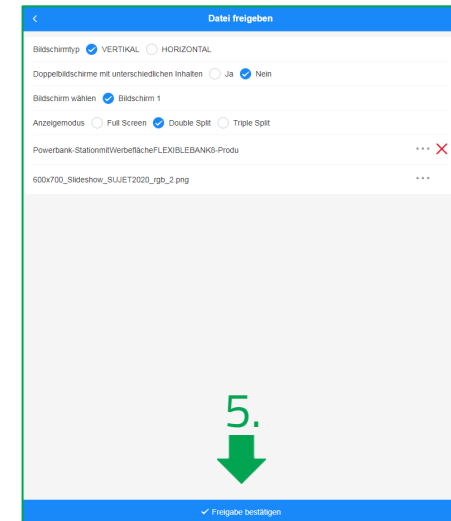 Datei freigeben
Bildschirmtyp VERTIKAL HORIZONTAL
Doppelbildschirme mit unterschiedlichen Inhalten Ja Nein
Bildschirm wählen Bildschirm 1
Anzeigemodus Full Screen Double Split Triple Split
Powerbank-StationmitWerbeflächeFLEXIBLEBANK8-Produ
600x700_Slideshow_SUJET2020_rgb_2.png
5.
Freigabe bestätigen